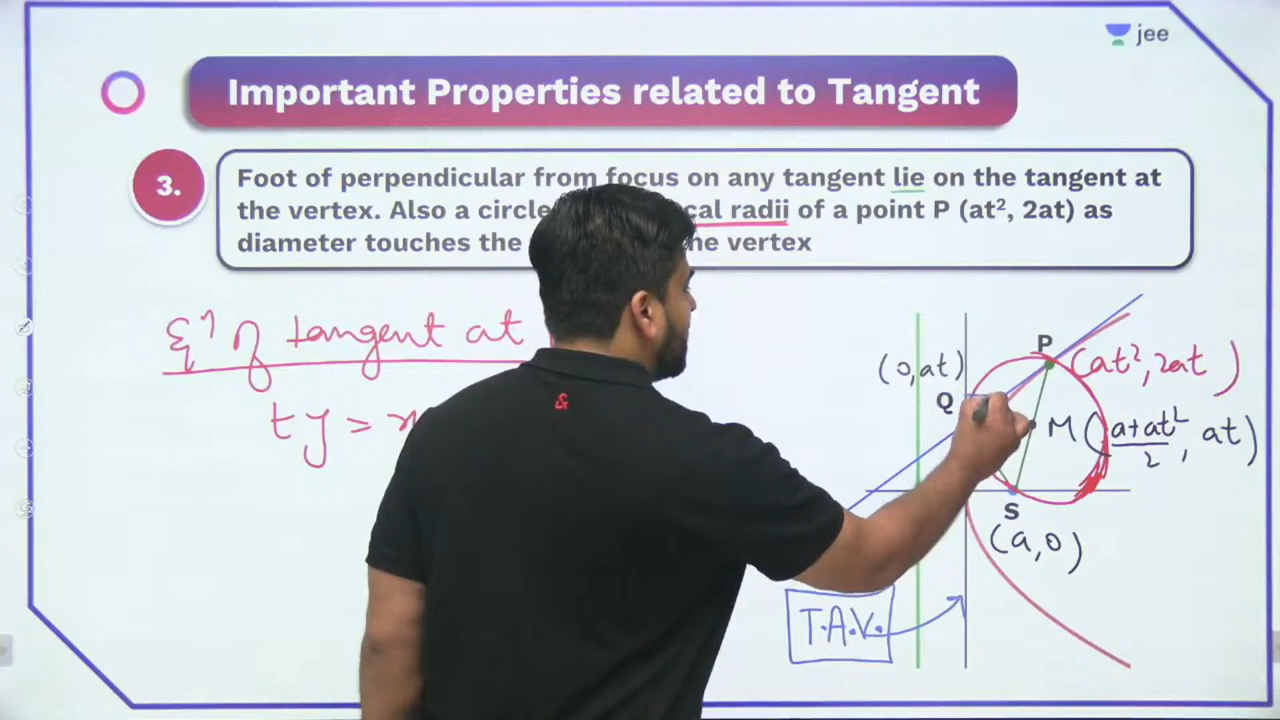 jee
Important Properties related to Tangent
3.
Foot of perpendicular from focus on any tangent lie on the tangent at
the vertex. Also a circle cal radii of a point P (at², 2at) as
diameter touches the he vertex
Eqⁿ of tangent at
ty = x
&
P
(at², 2at)
(0,at)
Q
M (a+at²/2, at)
S
(a,0)
T.A.V.